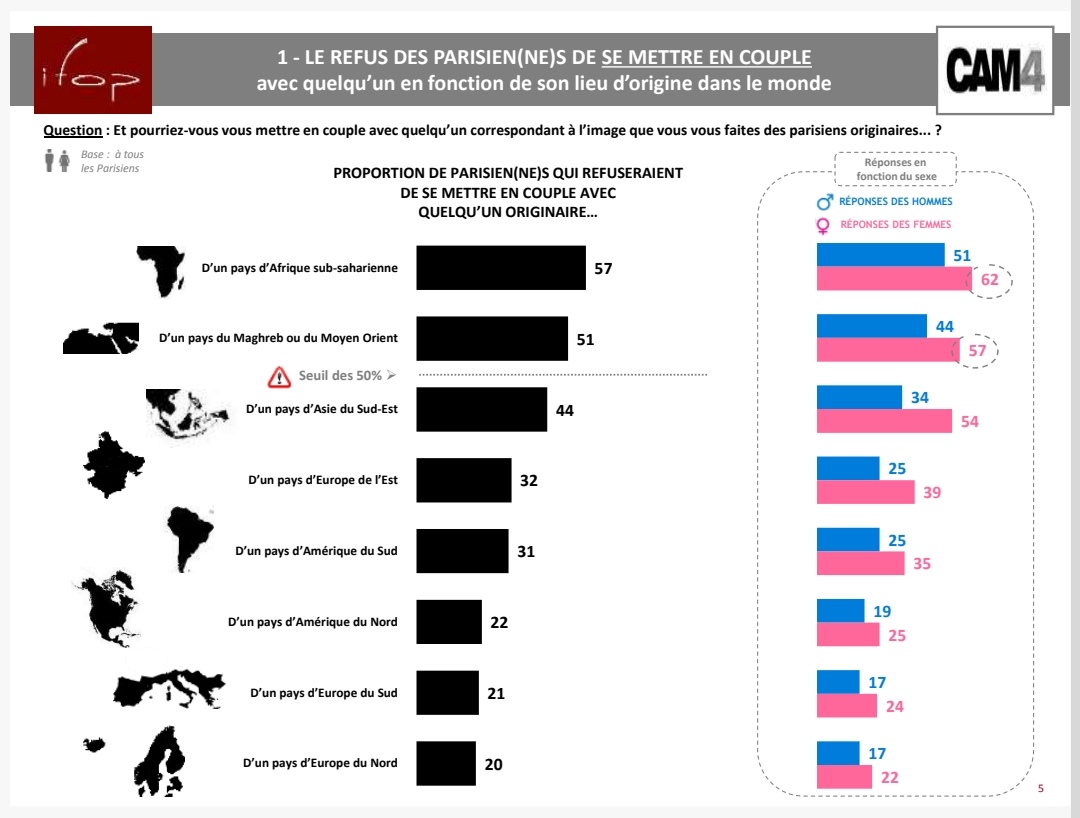 ifop
1 - LE REFUS DES PARISIEN(NE)S DE SE METTRE EN COUPLE
avec quelqu'un en fonction de son lieu d'origine dans le monde
CAM4
Question : Et pourriez-vous vous mettre en couple avec quelqu'un correspondant à l'image que vous vous faites des parisiens originaires... ?
Base : à tous
les Parisiens
PROPORTION DE PARISIEN(NE)S QUI REFUSERAIENT
DE SE METTRE EN COUPLE AVEC
QUELQU'UN ORIGINAIRE...
Réponses en
fonction du sexe
RÉPONSES DES HOMMES
RÉPONSES DES FEMMES
D'un pays d'Afrique sub-saharienne 57 51
62
D'un pays du Maghreb ou du Moyen Orient 51 44
57
Seuil des 50% ➢
D'un pays d'Asie du Sud-Est 44 34
54
D'un pays d'Europe de l'Est 32 25
39
D'un pays d'Amérique du Sud 31 25
35
D'un pays d'Amérique du Nord 22 19
25
D'un pays d'Europe du Sud 21 17
24
D'un pays d'Europe du Nord 20 17
22
5